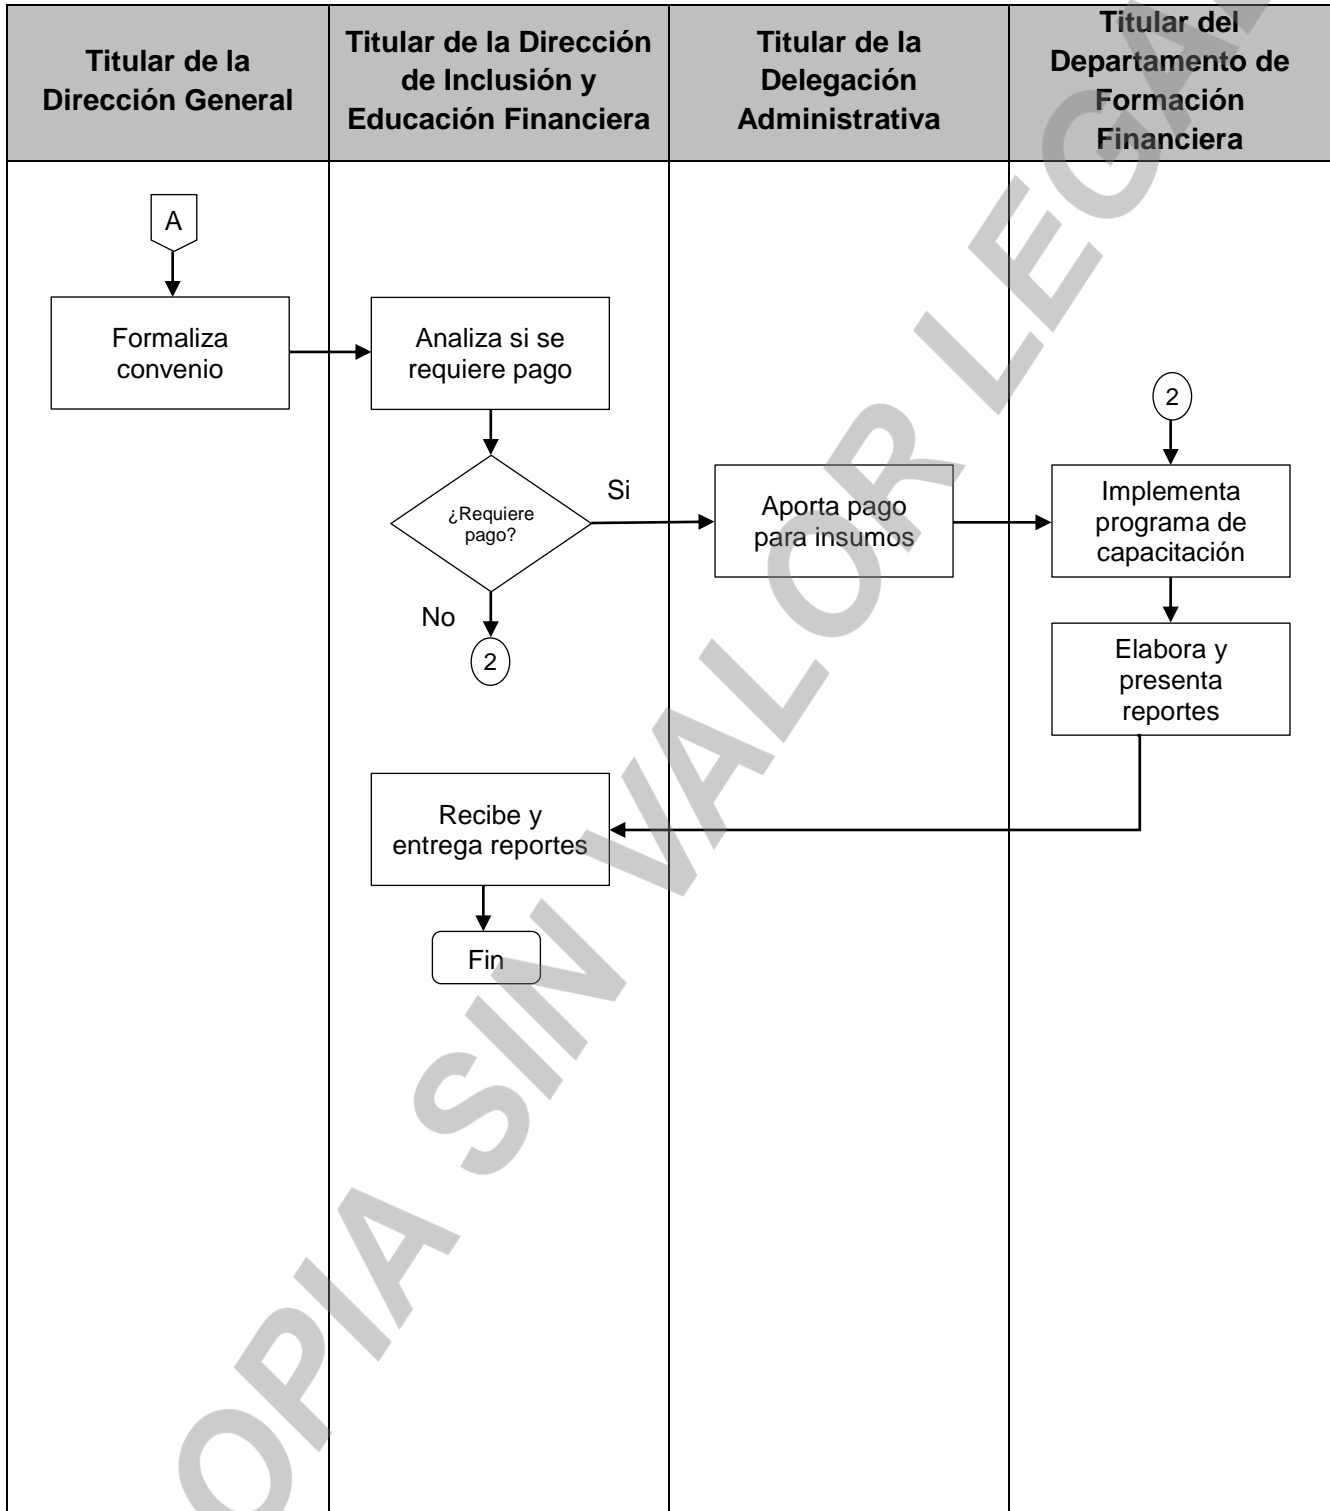 Titular de la
Dirección General
Titular de la Dirección
de Inclusión y
Educación Financiera
Titular de la
Delegación
Administrativa
Titular del
Departamento de
Formación
Financiera
A
Formaliza
convenio
Analiza si se
requiere pago
¿Requiere
pago?
Si
No
2
Aporta pago
para insumos
2
Implementa
programa de
capacitación
Elabora y
presenta
reportes
Recibe y
entrega reportes
Fin
OPIA SIN VALOR LEGAL